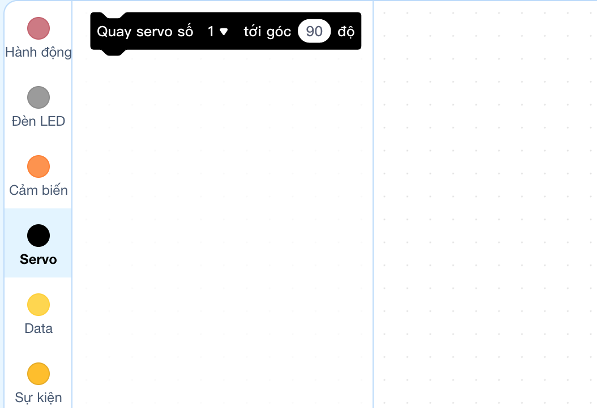 Quay servo số 1 tới góc 90 độ
Hành động
Đèn LED
Cảm biến
Servo
Data
Sự kiện